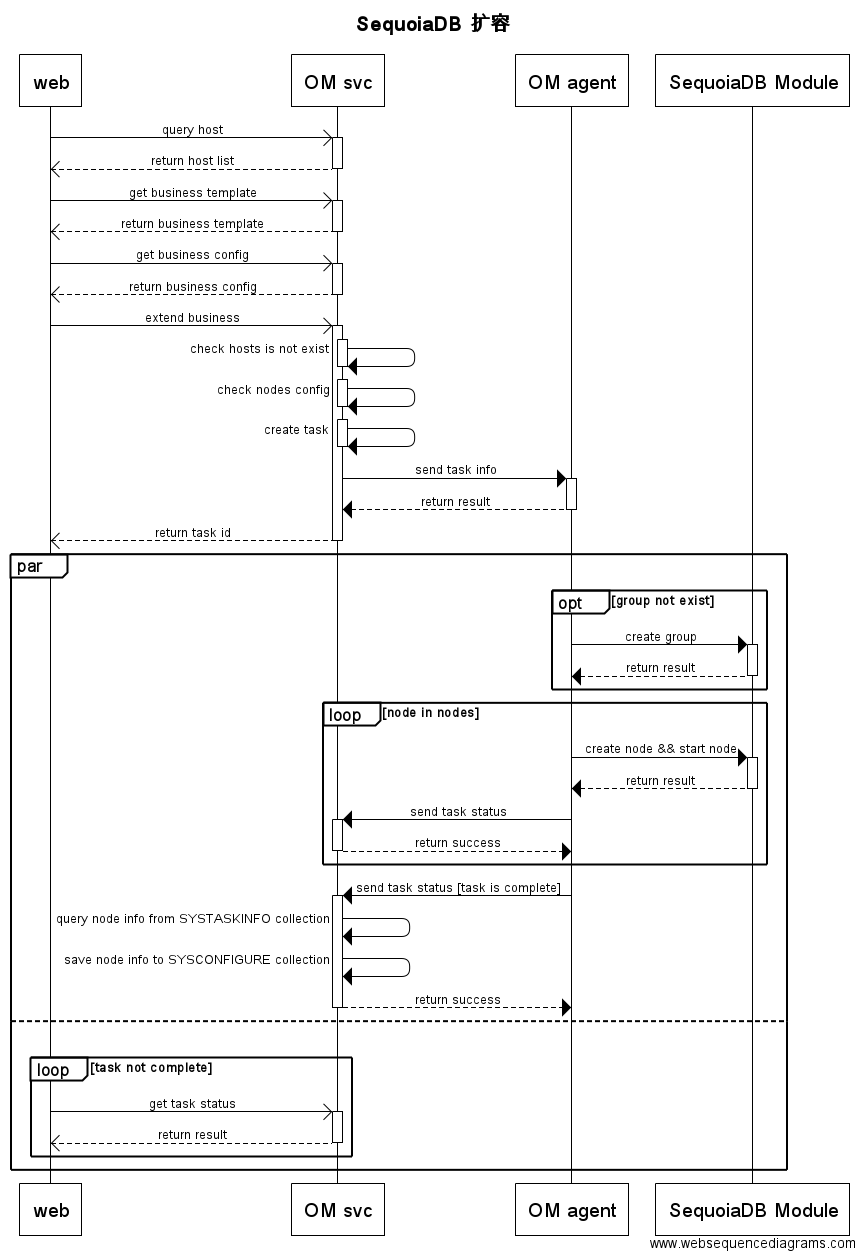 SequoiaDB 扩容
web
OM svc
OM agent
SequoiaDB Module
query host
return host list
get business template
return business template
get business config
return business config
extend business
check hosts is not exist
check nodes config
create task
send task info
return result
return task id
par
opt
[group not exist]
create group
return result
loop
[node in nodes]
create node && start node
return result
send task status
return success
send task status [task is complete]
query node info from SYSTASKINFO collection
save node info to SYSCONFIGURE collection
return success
loop
[task not complete]
get task status
return result
web
OM svc
OM agent
SequoiaDB Module
www.websequencediagrams.com